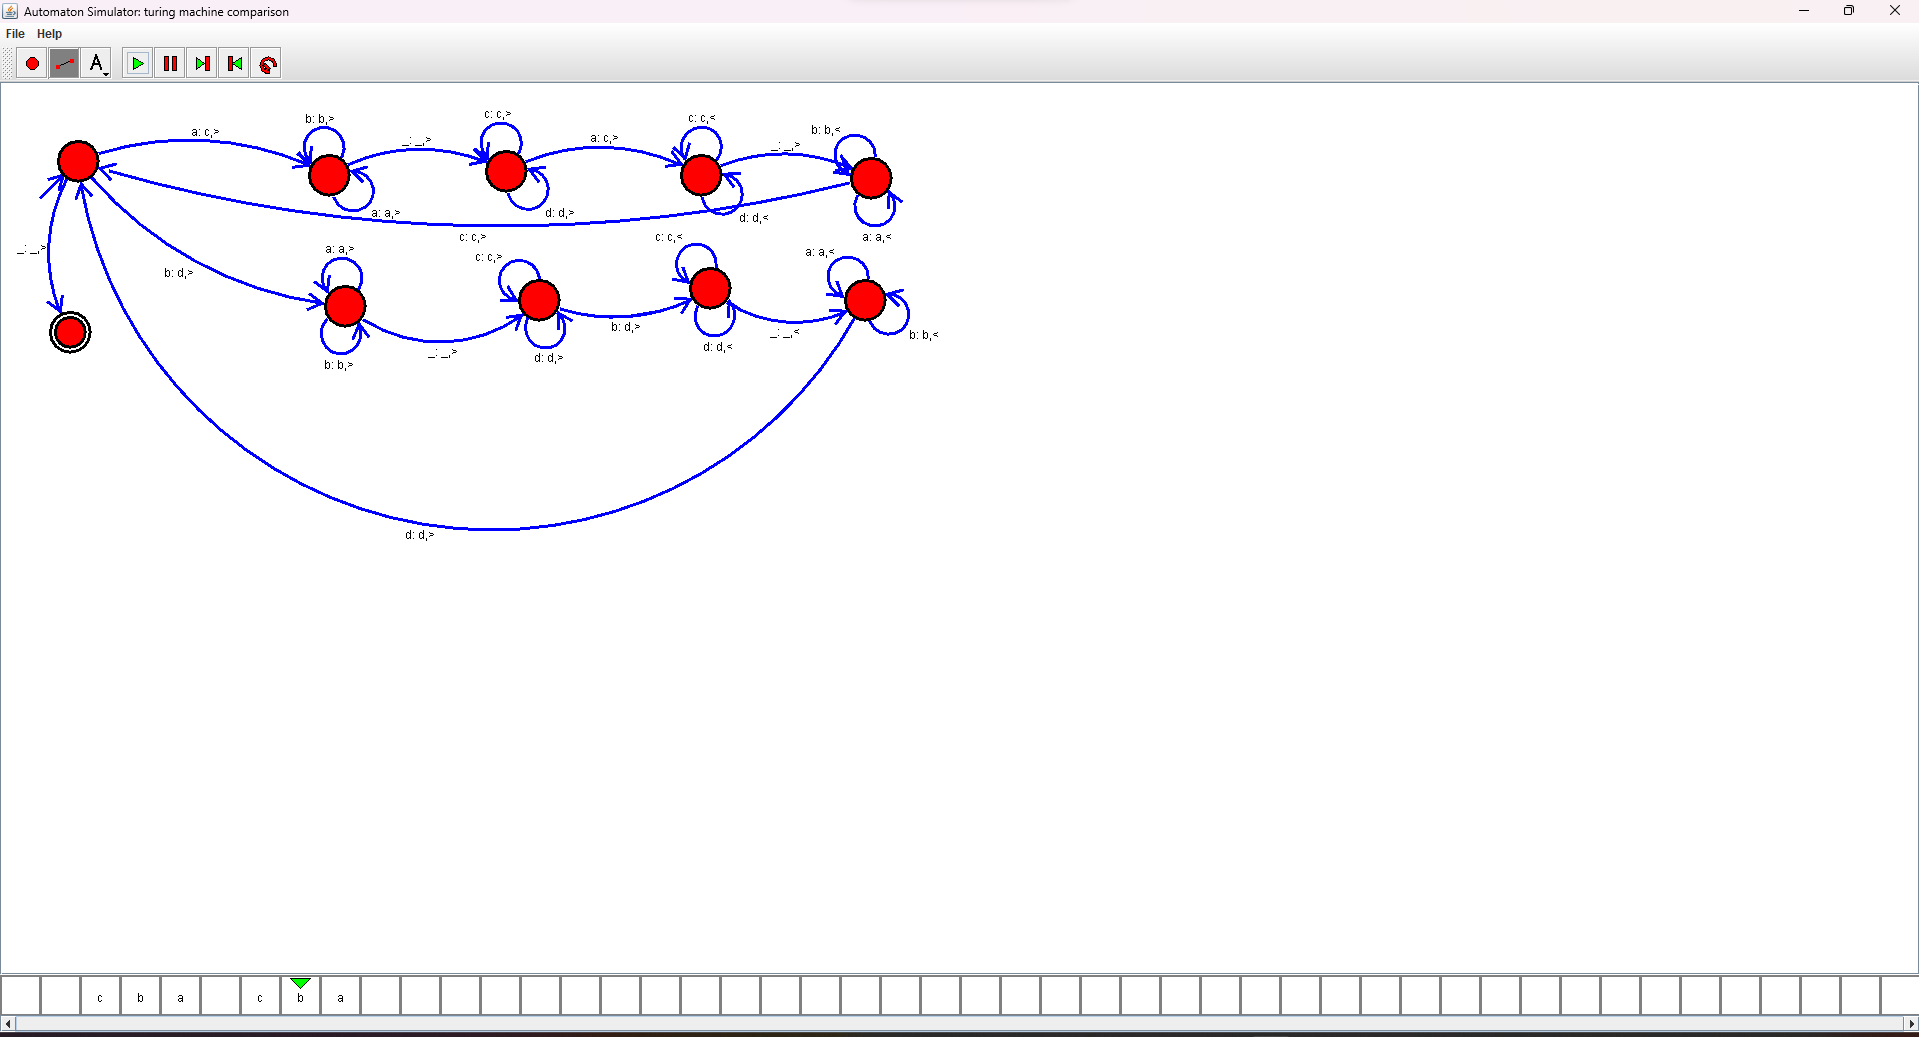 Automaton Simulator: turing machine comparison
File Help
A
a: c,>
b: b,>
_: _,>
c: c,>
a: c,>
c: c,<
_: _,>
b: b,<
a: a,>
d: d,>
d: d,<
a: a,<
c: c,>
_: _,>
b: d,>
a: a,>
c: c,>
c: c,<
a: a,<
b: b,>
_: _,>
d: d,>
b: d,>
d: d,<
_: _,<
b: b,<
d: d,>
c b a c b a